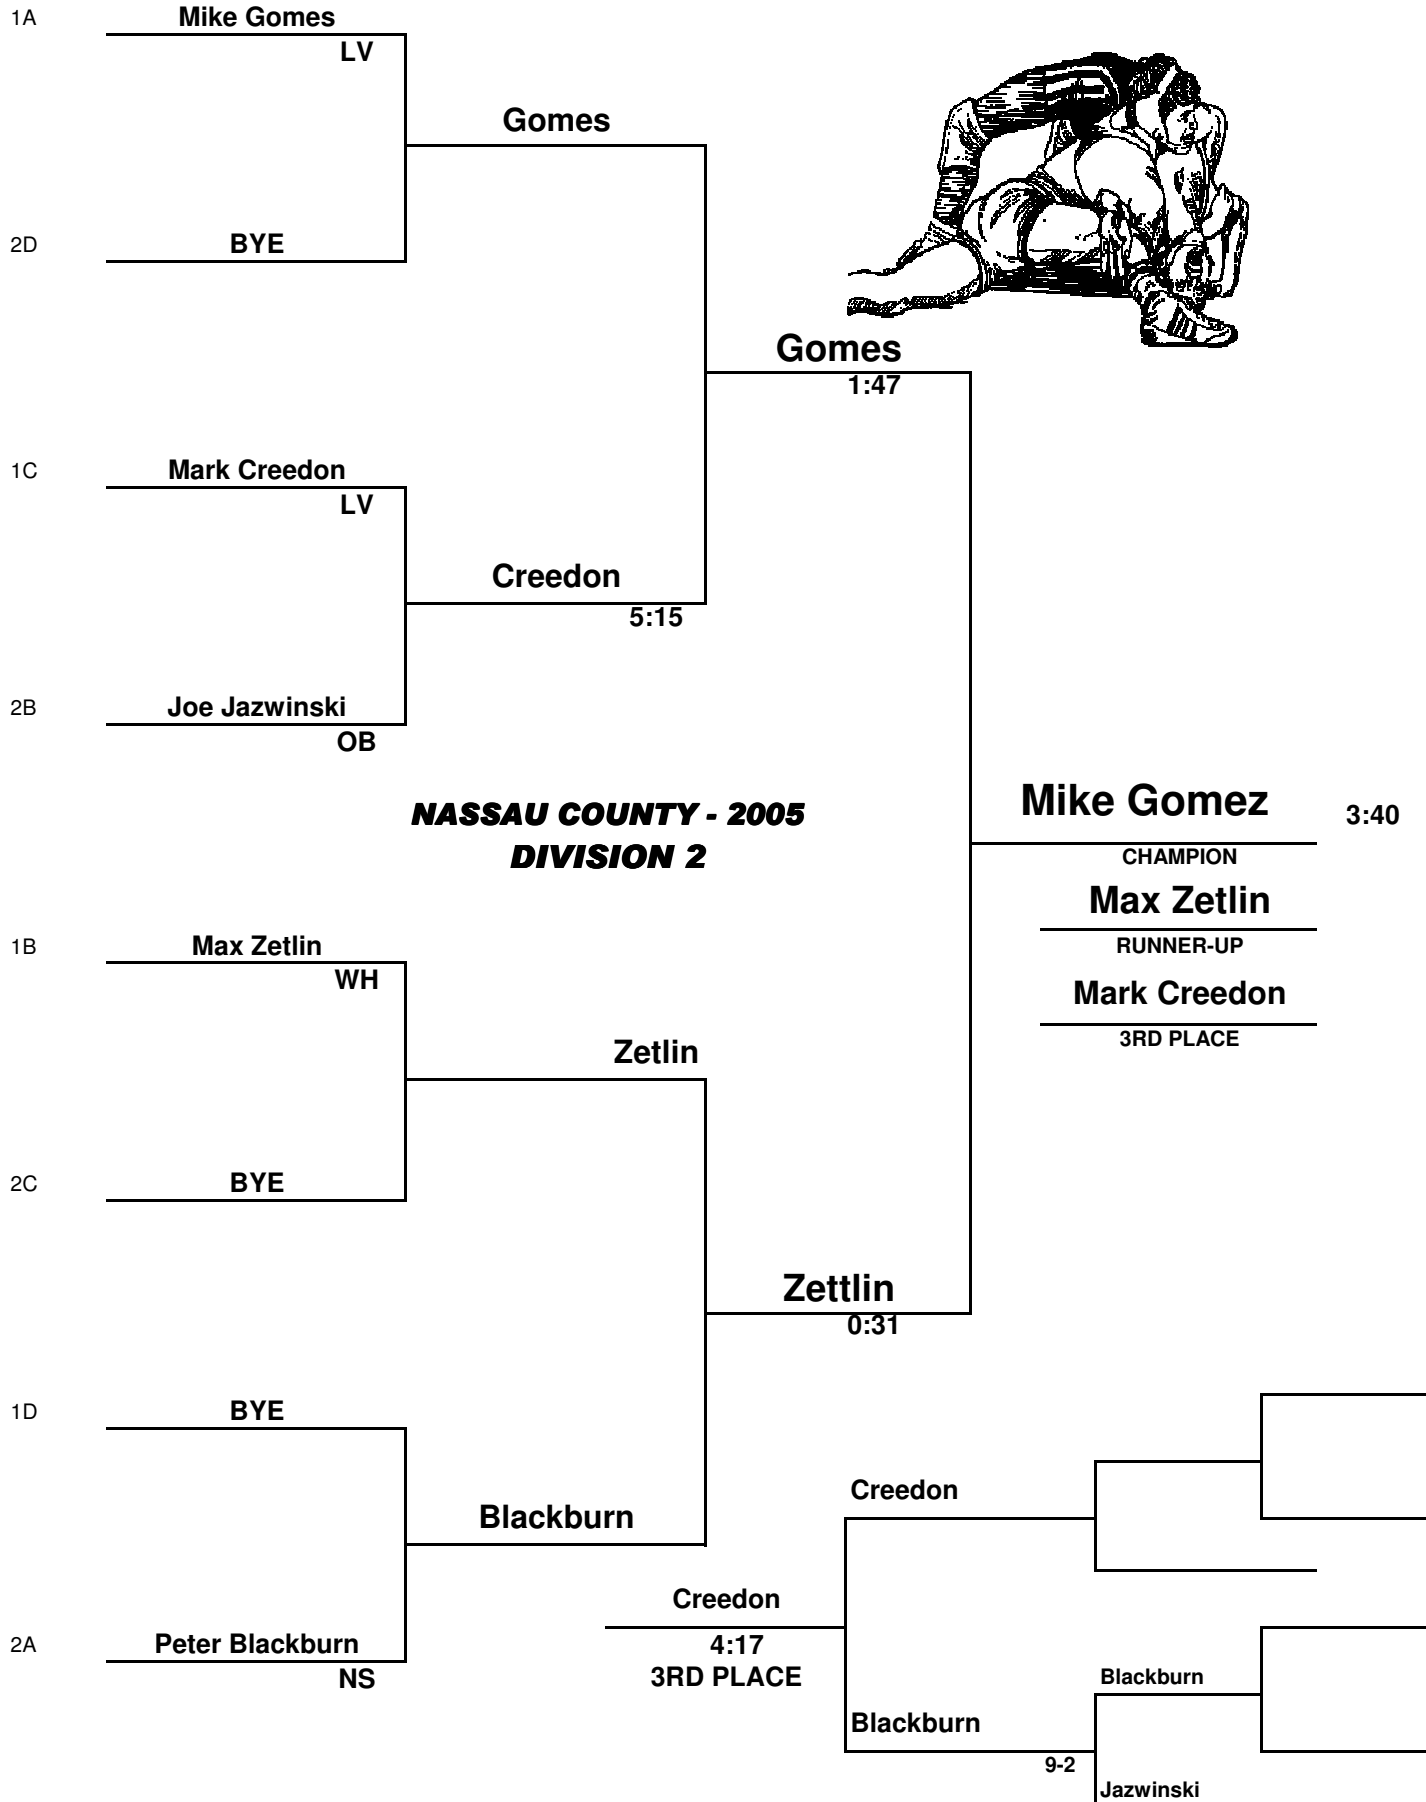 1A
Mike Gomes
LV
Gomes
2D
BYE
Gomes
1:47
1C
Mark Creedon
LV
Creedon
5:15
2B
Joe Jazwinski
OB
NASSAU COUNTY - 2005
DIVISION 2
Mike Gomez
3:40
CHAMPION
Max Zetlin
RUNNER-UP
Mark Creedon
3RD PLACE
1B
Max Zetlin
WH
Zetlin
2C
BYE
Zettlin
0:31
1D
BYE
Blackburn
2A
Peter Blackburn
NS
Creedon
Creedon
4:17
3RD PLACE
Blackburn
Blackburn
9-2
Jazwinski